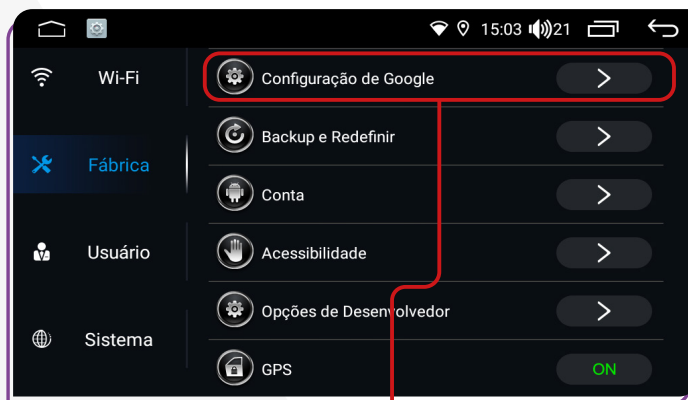 15:03 21
Wi-Fi
Fábrica
Usuário
Sistema
Configuração de Google
Backup e Redefinir
Conta
Acessibilidade
Opções de Desenvolvedor
GPS
ON